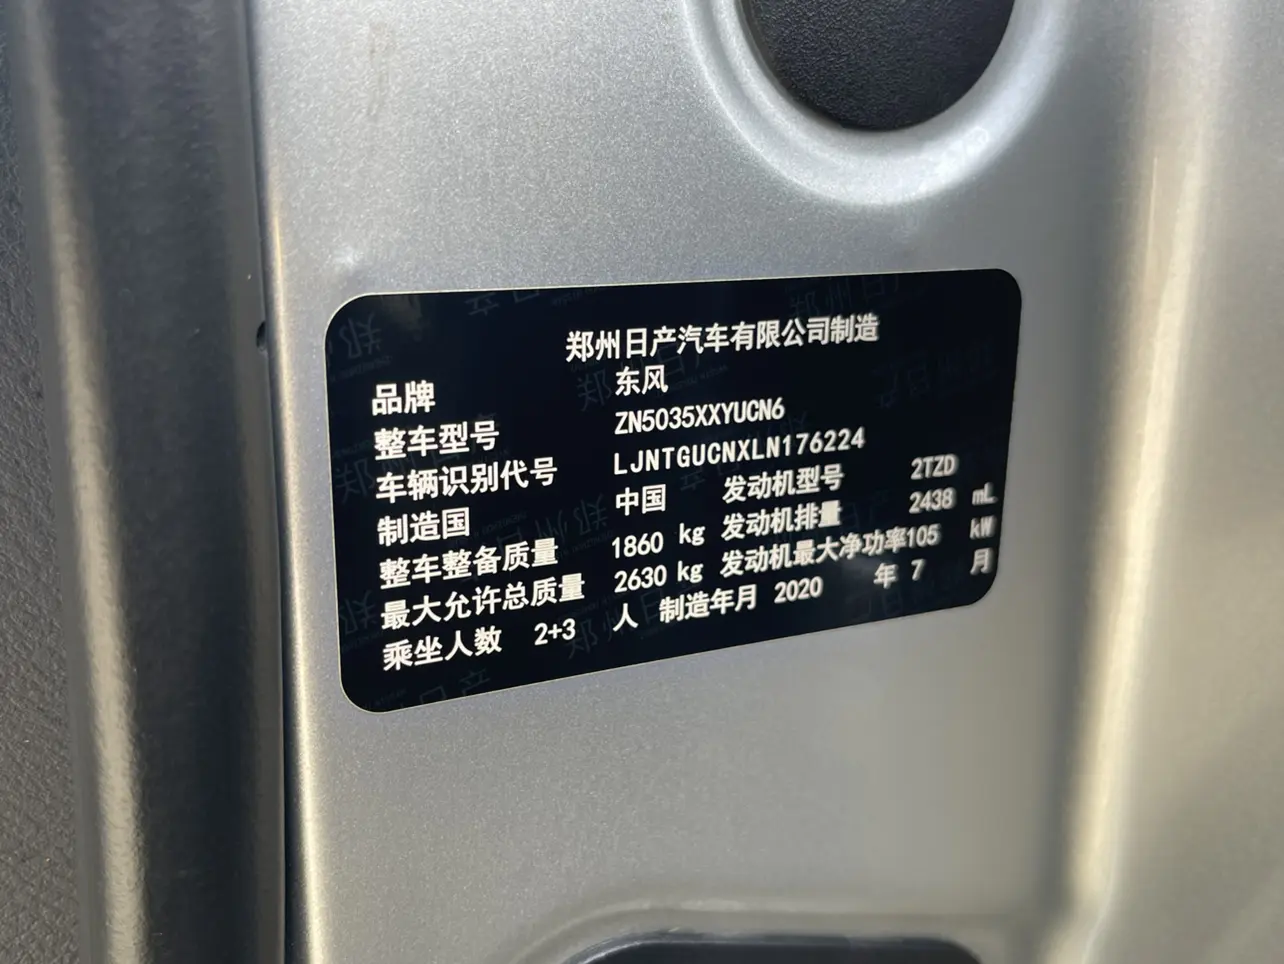 郑州日产汽车有限公司制造
品牌 东风
整车型号 ZN5035XXYUCN6
车辆识别代号 LJNTGUCNXLN176224
制造国 中国 发动机型号 2TZD
整车整备质量 1860 kg 发动机排量 2438 mL
最大允许总质量 2630 kg 发动机最大净功率105 kW
乘坐人数 2+3 人 制造年月 2020 年 7 月